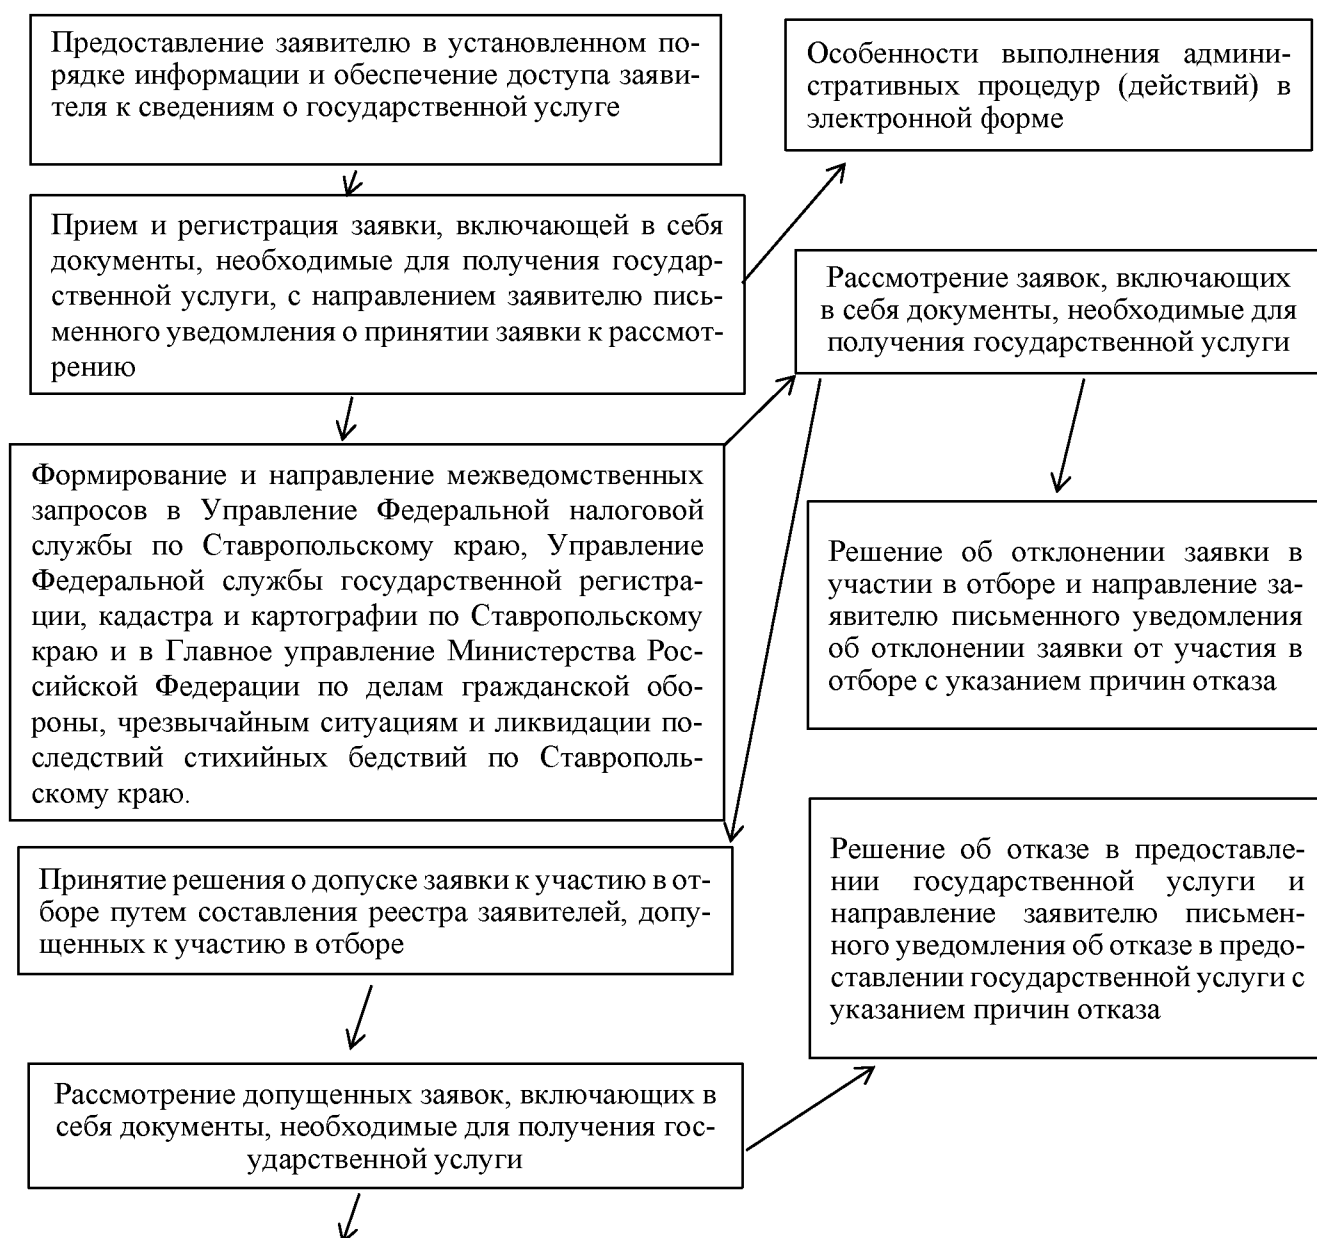 Предоставление заявителю в установленном по-
рядке информации и обеспечение доступа заяви-
теля к сведениям о государственной услуге
Особенности выполнения админи-
стративных процедур (действий) в
электронной форме
Прием и регистрация заявки, включающей в себя
документы, необходимые для получения государ-
ственной услуги, с направлением заявителю пись-
менного уведомления о принятии заявки к рассмот-
рению
Рассмотрение заявок, включающих
в себя документы, необходимые для
получения государственной услуги
Формирование и направление межведомственных
запросов в Управление Федеральной налоговой
службы по Ставропольскому краю, Управление
Федеральной службы государственной регистра-
ции, кадастра и картографии по Ставропольскому
краю и в Главное управление Министерства Рос-
сийской Федерации по делам гражданской обо-
роны, чрезвычайным ситуациям и ликвидации по-
следствий стихийных бедствий по Ставрополь-
скому краю.
Решение об отклонении заявки в
участии в отборе и направление за-
явителю письменного уведомления
об отклонении заявки от участия в
отборе с указанием причин отказа
Принятие решения о допуске заявки к участию в от-
боре путем составления реестра заявителей, допу-
щенных к участию в отборе
Решение об отказе в предоставле-
нии государственной услуги и
направление заявителю письмен-
ного уведомления об отказе в предо-
ставлении государственной услуги с
указанием причин отказа
Рассмотрение допущенных заявок, включающих в
себя документы, необходимые для получения гос-
ударственной услуги